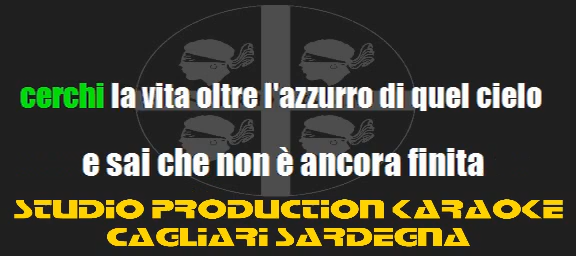 cerchi la vita oltre l'azzurro di quel cielo
e sai che non è ancora finita
STUDIO PRODUCTION KARAOKE
CAGLIARI SARDEGNA